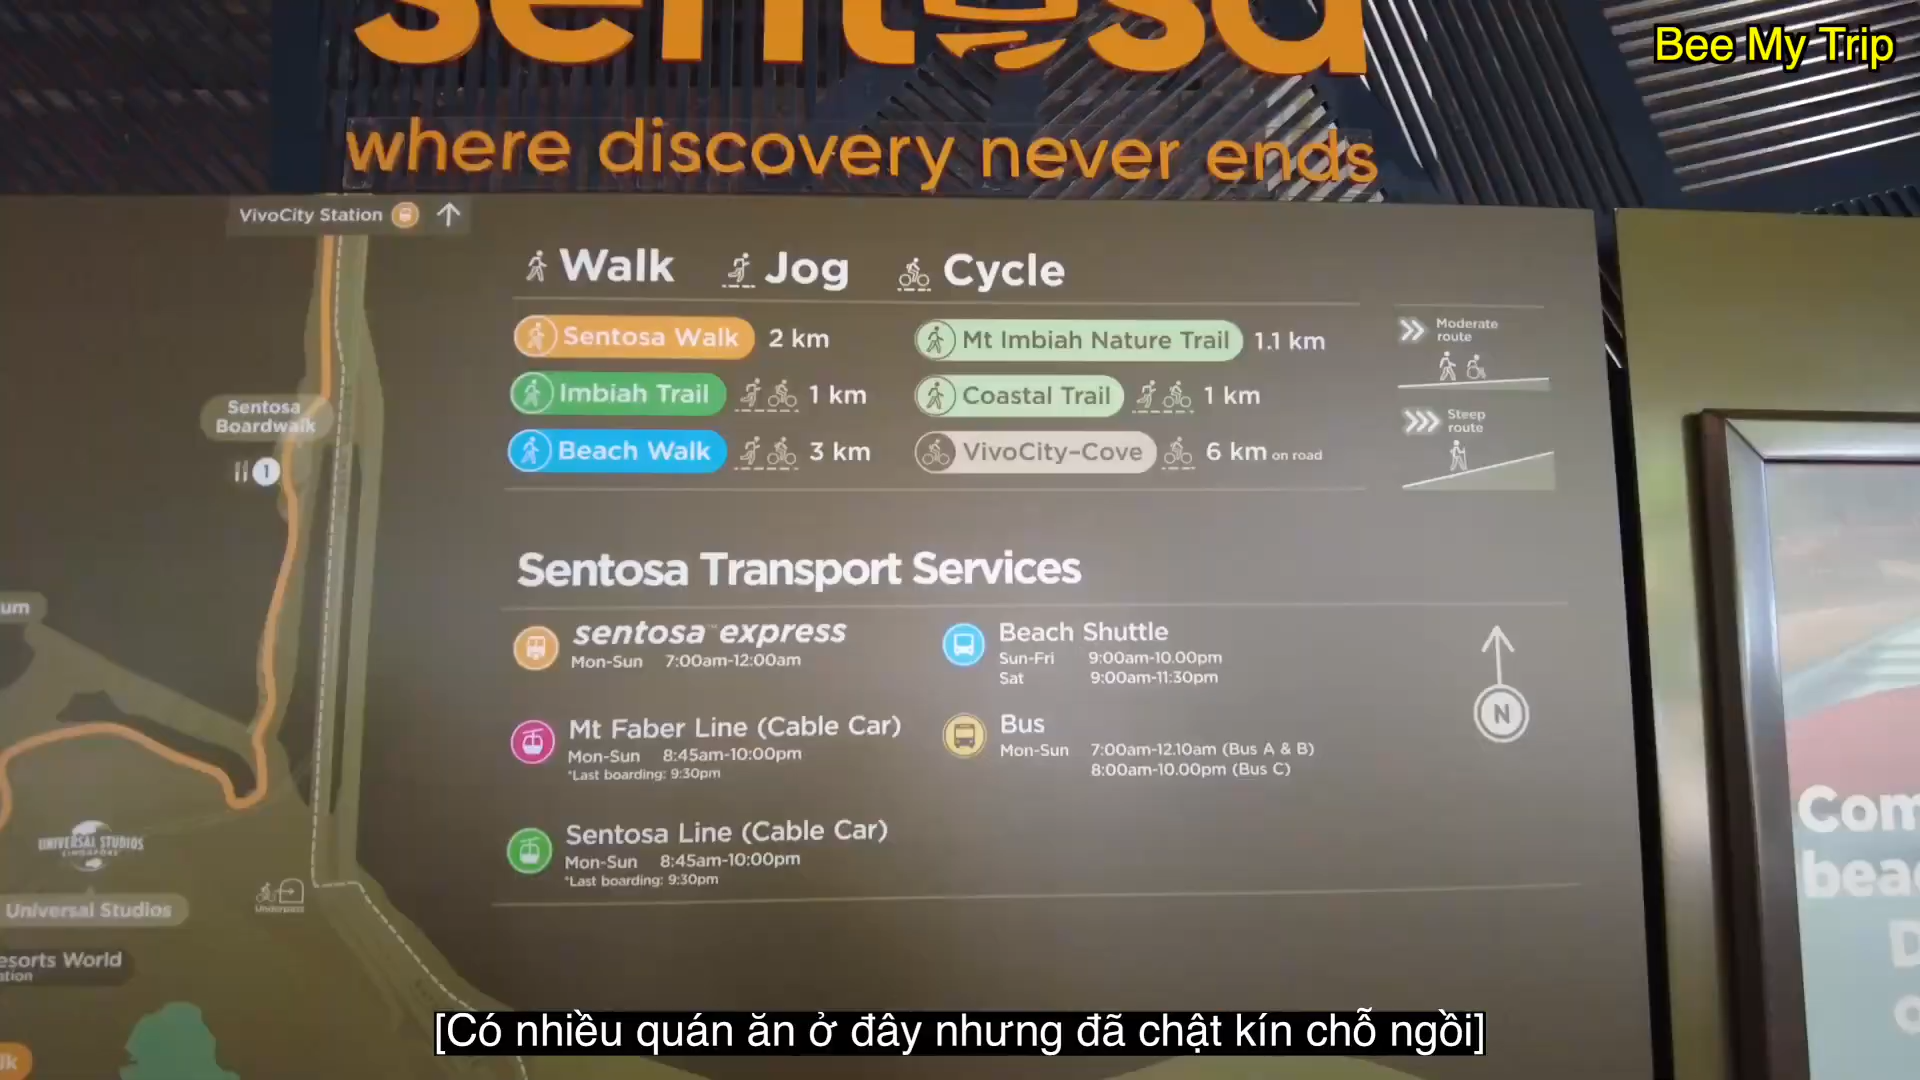 sentosa
Bee My Trip
where discovery never ends
VivoCity Station
Walk Jog Cycle
Sentosa Walk 2 km
Mt Imbiah Nature Trail 1.1 km
Moderate
route
Imbiah Trail 1 km
Coastal Trail 1 km
Sentosa
Boardwalk
1
Beach Walk 3 km
VivoCity-Cove 6 km on road
Steep
route
Sentosa Transport Services
sentosa express
Mon-Sun 7:00am-12:00am
Beach Shuttle
Sun-Fri 9:00am-10.00pm
Sat 9:00am-11:30pm
N
Mt Faber Line (Cable Car)
Mon-Sun 8:45am-10:00pm
*Last boarding: 9:30pm
Bus
Mon-Sun 7:00am-12.10am (Bus A & B)
8:00am-10.00pm (Bus C)
Sentosa Line (Cable Car)
Mon-Sun 8:45am-10:00pm
*Last boarding: 9:30pm
UNIVERSAL STUDIOS
SINGAPORE
Universal Studios
Underpass
World
[Có nhiều quán ăn ở đây nhưng đã chật kín chỗ ngồi]